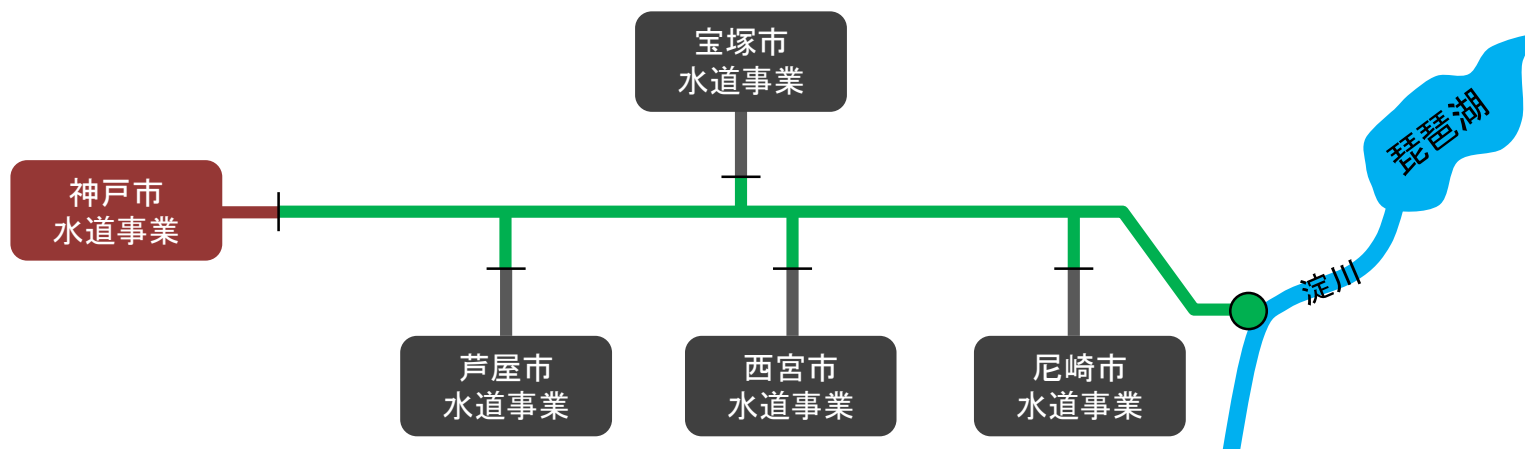 宝塚市
水道事業
琵琶湖
神戸市
水道事業
淀川
芦屋市
水道事業
西宮市
水道事業
尼崎市
水道事業